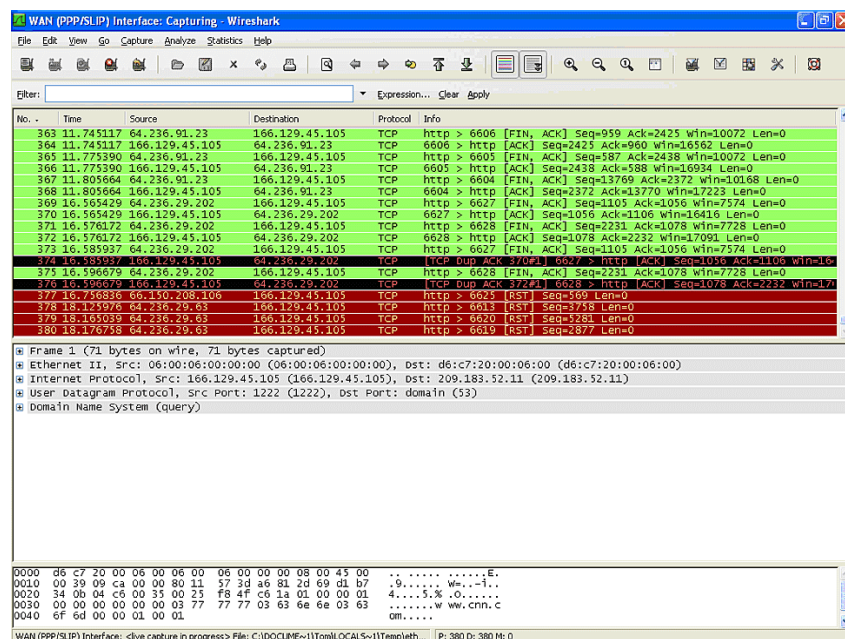 WAN (PPP/SLIP) Interface: Capturing - Wireshark
File Edit View Go Capture Analyze Statistics Help
Filter: Expression... Clear Apply
No. - Time Source Destination Protocol Info
363 11.745117 64.236.91.23 166.129.45.105 TCP http > 6606 [FIN, ACK] Seq=959 Ack=2425 Win=10072 Len=0
364 11.745117 166.129.45.105 64.236.91.23 TCP 6606 > http [ACK] Seq=2425 Ack=960 Win=16562 Len=0
365 11.775390 64.236.91.23 166.129.45.105 TCP http > 6605 [FIN, ACK] Seq=587 Ack=2438 Win=10072 Len=0
366 11.775390 166.129.45.105 64.236.91.23 TCP 6605 > http [ACK] Seq=2438 Ack=588 Win=16934 Len=0
367 11.805664 64.236.91.23 166.129.45.105 TCP http > 6604 [FIN, ACK] Seq=13769 Ack=2372 Win=10168 Len=0
368 11.805664 166.129.45.105 64.236.91.23 TCP 6604 > http [ACK] Seq=2372 Ack=13770 Win=17223 Len=0
369 16.565429 64.236.29.202 166.129.45.105 TCP http > 6627 [FIN, ACK] Seq=1105 Ack=1056 Win=7574 Len=0
370 16.565429 166.129.45.105 64.236.29.202 TCP 6627 > http [ACK] Seq=1056 Ack=1106 Win=16416 Len=0
371 16.576172 64.236.29.202 166.129.45.105 TCP http > 6628 [FIN, ACK] Seq=2231 Ack=1078 Win=7728 Len=0
372 16.576172 166.129.45.105 64.236.29.202 TCP 6628 > http [ACK] Seq=1078 Ack=2232 Win=17091 Len=0
373 16.585937 64.236.29.202 166.129.45.105 TCP http > 6627 [FIN, ACK] Seq=1105 Ack=1056 Win=7574 Len=0
374 16.585937 166.129.45.105 64.236.29.202 TCP [TCP Dup ACK 370#1] 6627 > http [ACK] Seq=1056 Ack=1106 Win=16
375 16.596679 64.236.29.202 166.129.45.105 TCP http > 6628 [FIN, ACK] Seq=2231 Ack=1078 Win=7728 Len=0
376 16.596679 166.129.45.105 64.236.29.202 TCP [TCP Dup ACK 372#1] 6628 > http [ACK] Seq=1078 Ack=2232 Win=17
377 16.756836 66.150.208.106 166.129.45.105 TCP http > 6625 [RST] Seq=569 Len=0
378 18.125976 64.236.29.63 166.129.45.105 TCP http > 6613 [RST] Seq=3758 Len=0
379 18.165039 64.236.29.63 166.129.45.105 TCP http > 6620 [RST] Seq=5281 Len=0
380 18.176758 64.236.29.63 166.129.45.105 TCP http > 6619 [RST] Seq=2877 Len=0
Frame 1 (71 bytes on wire, 71 bytes captured)
Ethernet II, Src: 06:00:06:00:00:00 (06:00:06:00:00:00), Dst: d6:c7:20:00:06:00 (d6:c7:20:00:06:00)
Internet Protocol, Src: 166.129.45.105 (166.129.45.105), Dst: 209.183.52.11 (209.183.52.11)
User Datagram Protocol, Src Port: 1222 (1222), Dst Port: domain (53)
Domain Name System (query)
0000 d6 c7 20 00 06 00 06 00 06 00 00 00 08 00 45 00 .. ..... ......E.
0010 00 39 09 ca 00 00 80 11 57 3d a6 81 2d 69 d1 b7 .9...... W=..-i..
0020 34 0b 04 c6 00 35 00 25 f8 4f c6 1a 01 00 00 01 4....5.% .O......
0030 00 00 00 00 00 00 03 77 77 77 03 63 6e 6e 03 63 .......w ww.cnn.c
0040 6f 6d 00 00 01 00 01 om.....
WAN (PPP/SLIP) Interface: <live capture in progress> File: C:\DOCUME~1\Tom\LOCALS~1\Temp\eth... P: 380 D: 380 M: 0